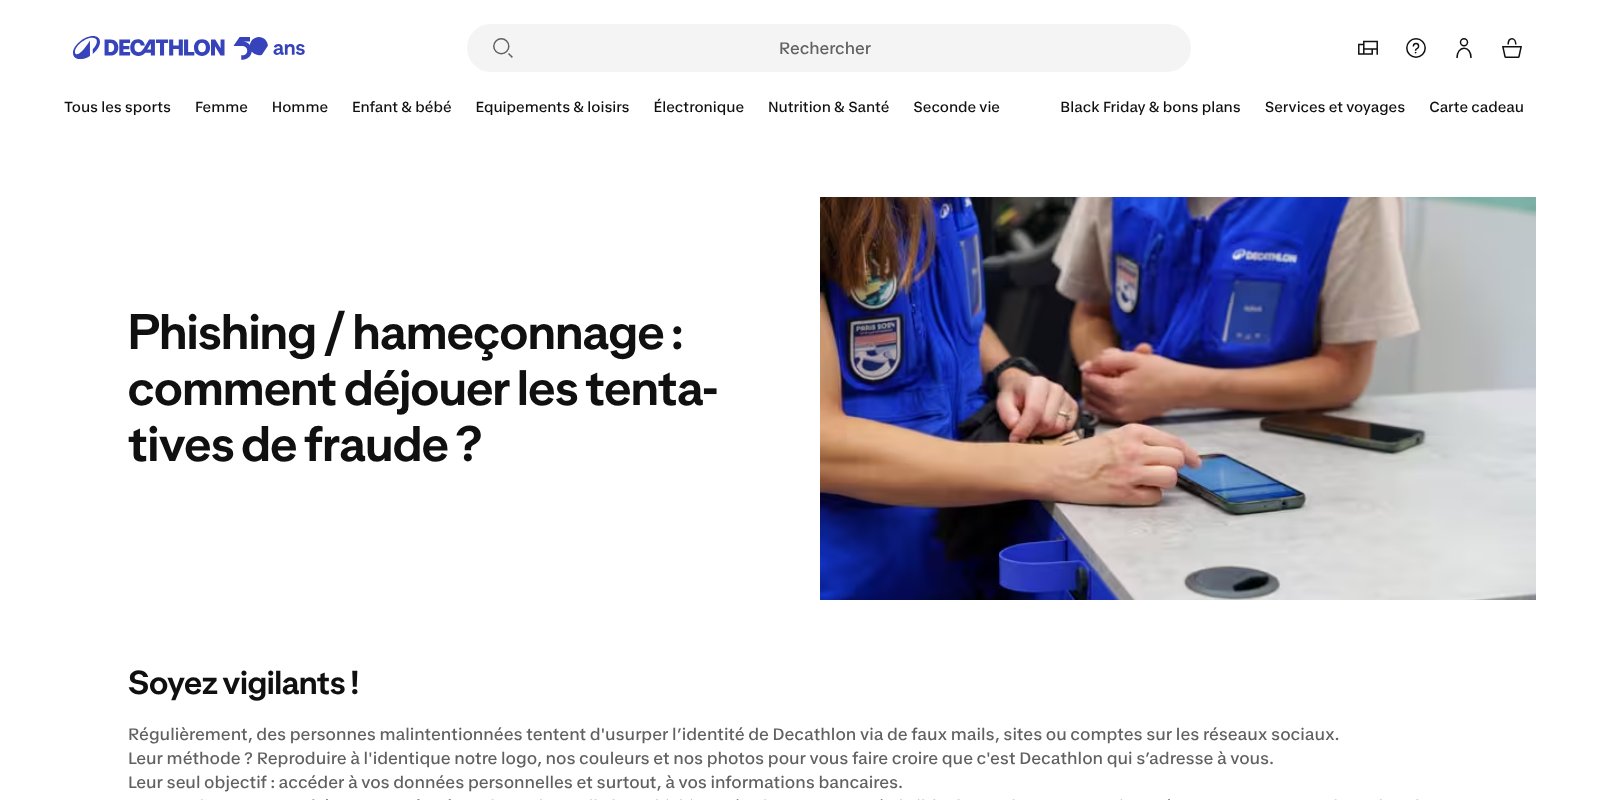 DECATHLON 50 ans
Rechercher
Tous les sports Femme Homme Enfant & bébé Equipements & loisirs Électronique Nutrition & Santé Seconde vie Black Friday & bons plans Services et voyages Carte cadeau
DECATHLON
PARIS 2024
Phishing / hameçonnage :
comment déjouer les tenta-
tives de fraude ?
Soyez vigilants !
Régulièrement, des personnes malintentionnées tentent d'usurper l’identité de Decathlon via de faux mails, sites ou comptes sur les réseaux sociaux.
Leur méthode ? Reproduire à l'identique notre logo, nos couleurs et nos photos pour vous faire croire que c'est Decathlon qui s’adresse à vous.
Leur seul objectif : accéder à vos données personnelles et surtout, à vos informations bancaires.